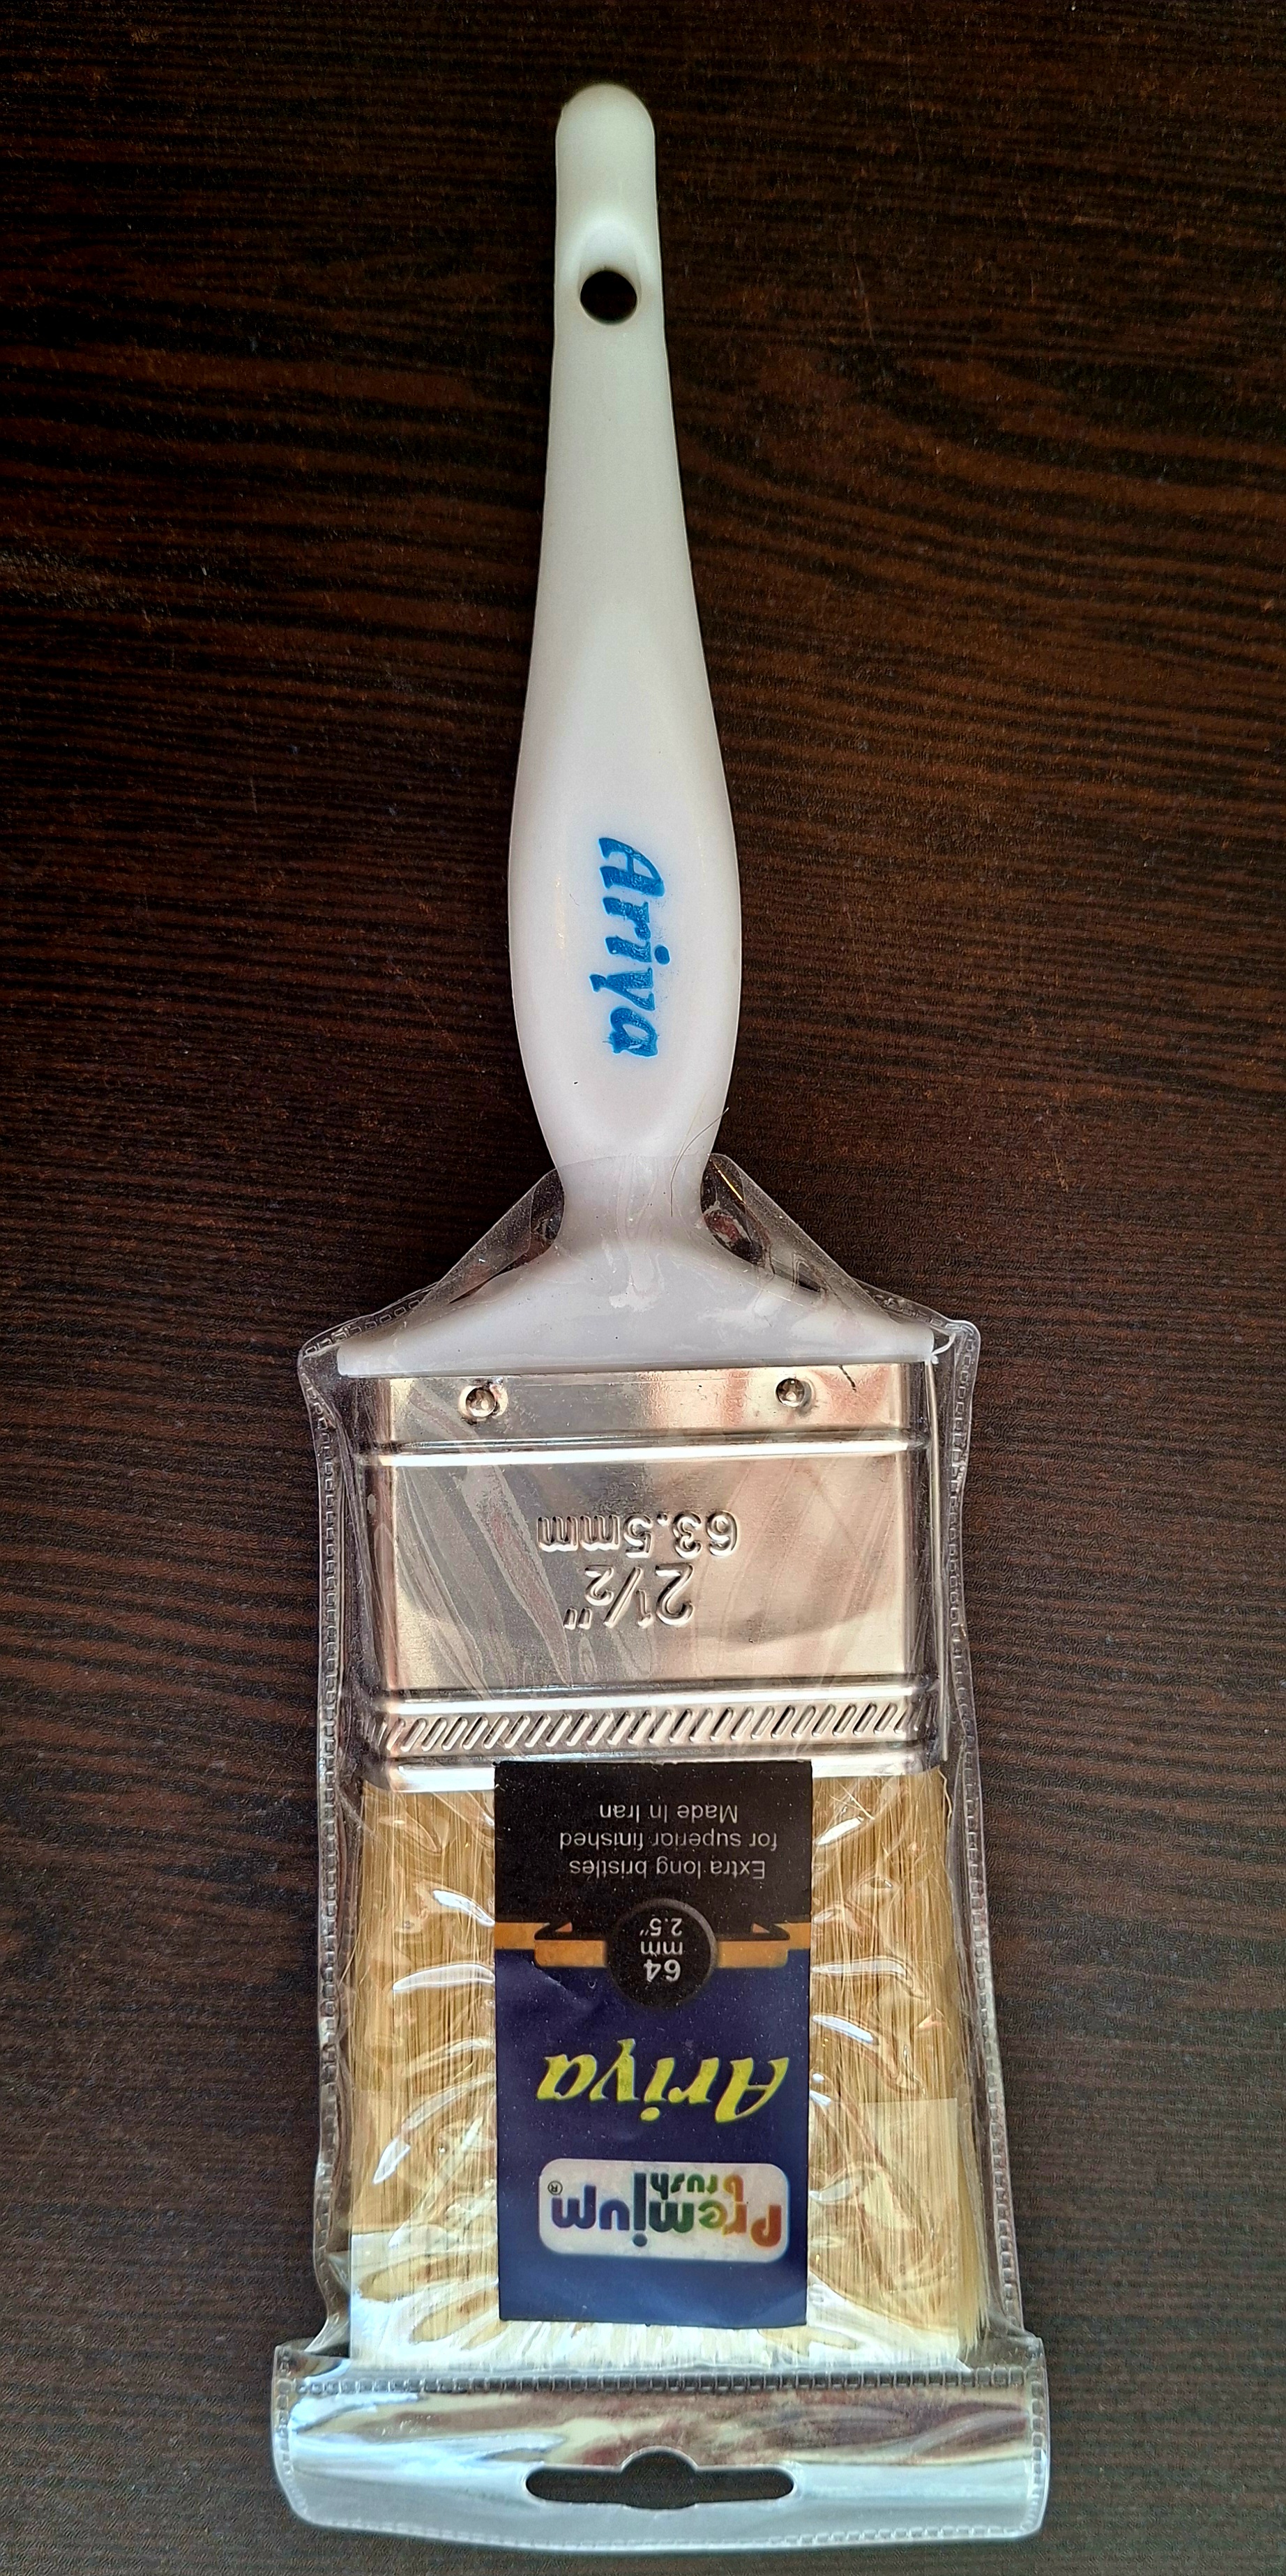 Ariya
63.5mm
2½"
Premium®
brush
Ariya
64
mm
2.5"
Extra long bristles
for superior finished
Made In Iran